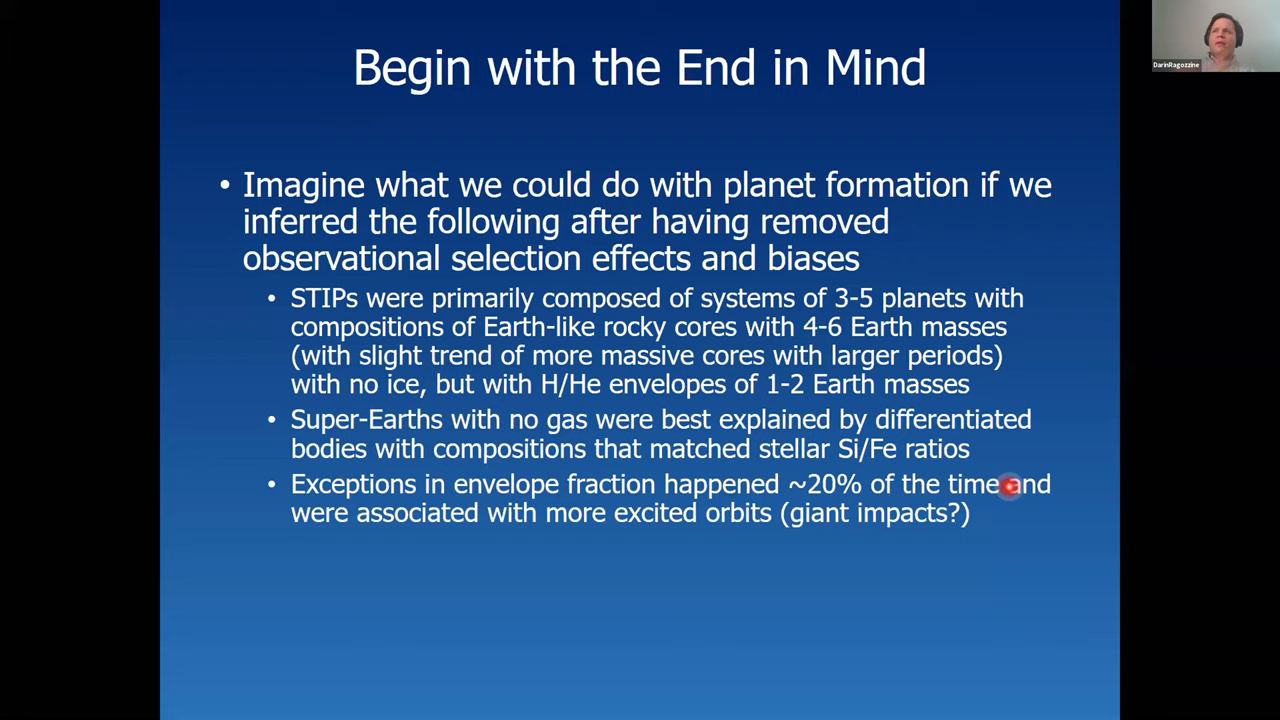 Begin with the End in Mind
DarinRagozzine
• Imagine what we could do with planet formation if we
inferred the following after having removed
observational selection effects and biases
• STIPs were primarily composed of systems of 3-5 planets with
compositions of Earth-like rocky cores with 4-6 Earth masses
(with slight trend of more massive cores with larger periods)
with no ice, but with H/He envelopes of 1-2 Earth masses
• Super-Earths with no gas were best explained by differentiated
bodies with compositions that matched stellar Si/Fe ratios
• Exceptions in envelope fraction happened ~20% of the time and
were associated with more excited orbits (giant impacts?)